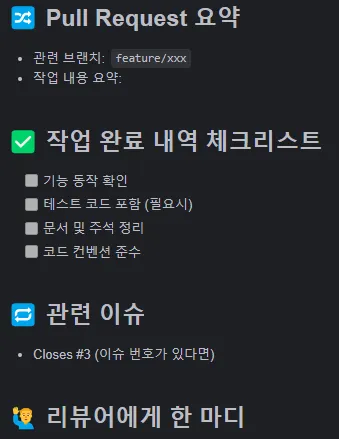 🔀 Pull Request 요약
• 관련 브랜치: feature/xxx
• 작업 내용 요약:
✅ 작업 완료 내역 체크리스트
기능 동작 확인
테스트 코드 포함 (필요시)
문서 및 주석 정리
코드 컨벤션 준수
🔁 관련 이슈
• Closes #3 (이슈 번호가 있다면)
🙋‍♂️ 리뷰어에게 한 마디